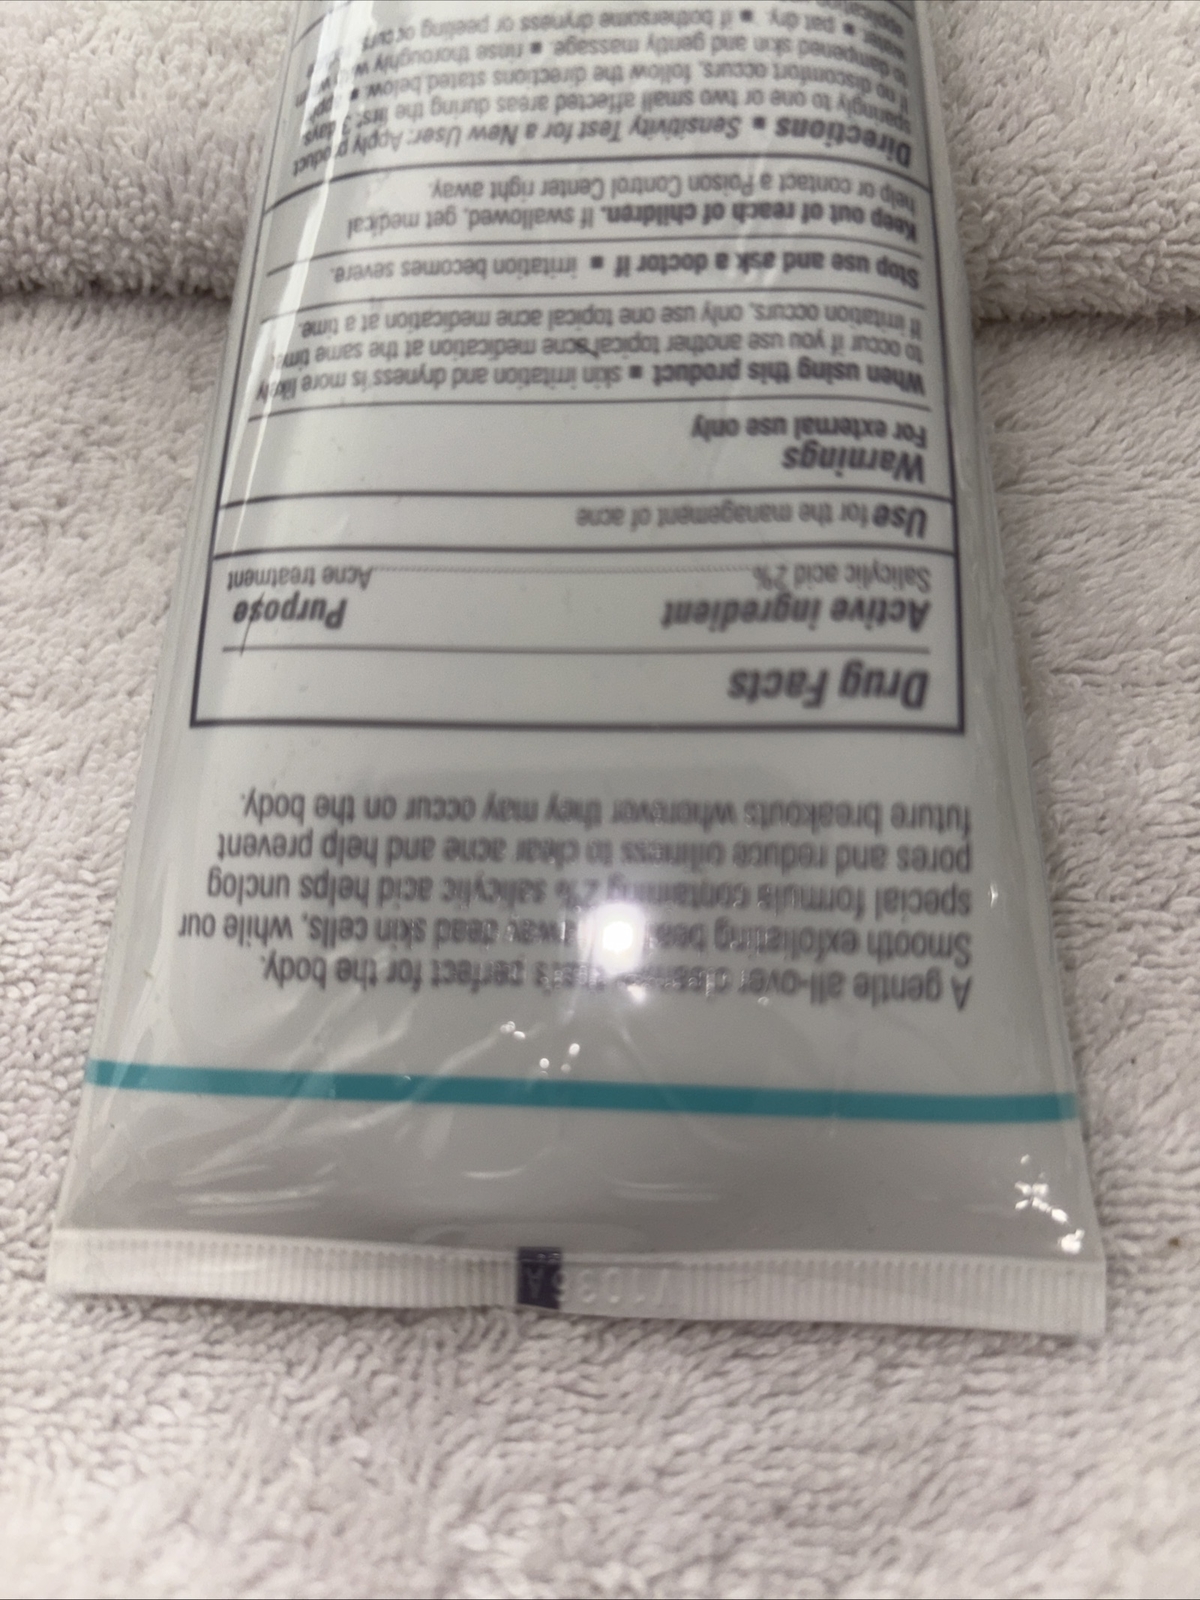 A gentle all-over cleanser that's perfect for the body.
Smooth exfoliating beads away dead skin cells, while our
special formula containing 2% salicylic acid helps unclog
pores and reduce oiliness to clear acne and help prevent
future breakouts wherever they may occur on the body.
Drug Facts
Active ingredient Purpose
Salicylic acid 2% Acne treatment
Use for the management of acne
Warnings
For external use only
When using this product ▪ skin irritation and dryness is more likely
to occur if you use another topical acne medication at the same time.
If irritation occurs, only use one topical acne medication at a time.
Stop use and ask a doctor if ▪ irritation becomes severe.
Keep out of reach of children. If swallowed, get medical
help or contact a Poison Control Center right away.
Directions ▪ Sensitivity Test for a New User: Apply product
sparingly to one or two small affected areas during the first 3 days.
If no discomfort occurs, follow the directions stated below. ▪
to dampened skin and gently massage. ▪ rinse thoroughly with
water ▪ pat dry. ▪ if bothersome dryness or peeling occurs,